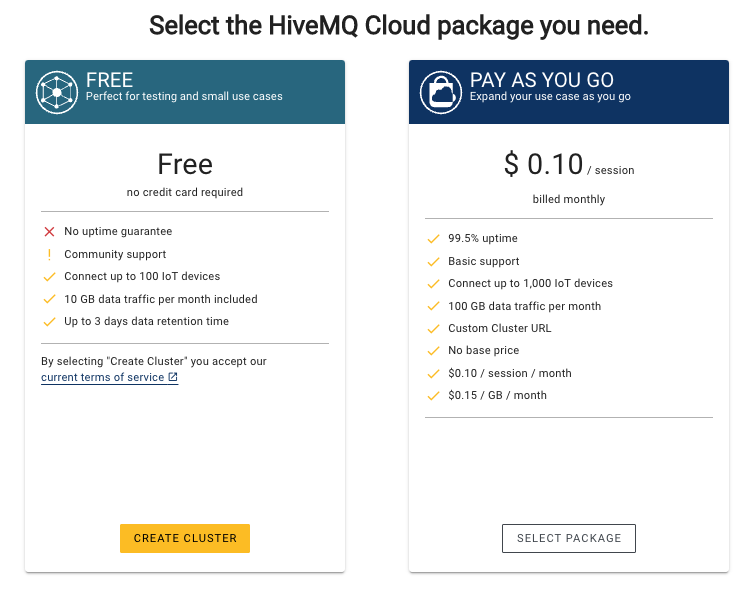 Select the HiveMQ Cloud package you need.
FREE
Perfect for testing and small use cases
Free
no credit card required
No uptime guarantee
Community support
Connect up to 100 IoT devices
10 GB data traffic per month included
Up to 3 days data retention time
By selecting "Create Cluster" you accept our
current terms of service
CREATE CLUSTER
PAY AS YOU GO
Expand your use case as you go
$ 0.10 / session
billed monthly
99.5% uptime
Basic support
Connect up to 1,000 IoT devices
100 GB data traffic per month
Custom Cluster URL
No base price
$0.10 / session / month
$0.15 / GB / month
SELECT PACKAGE